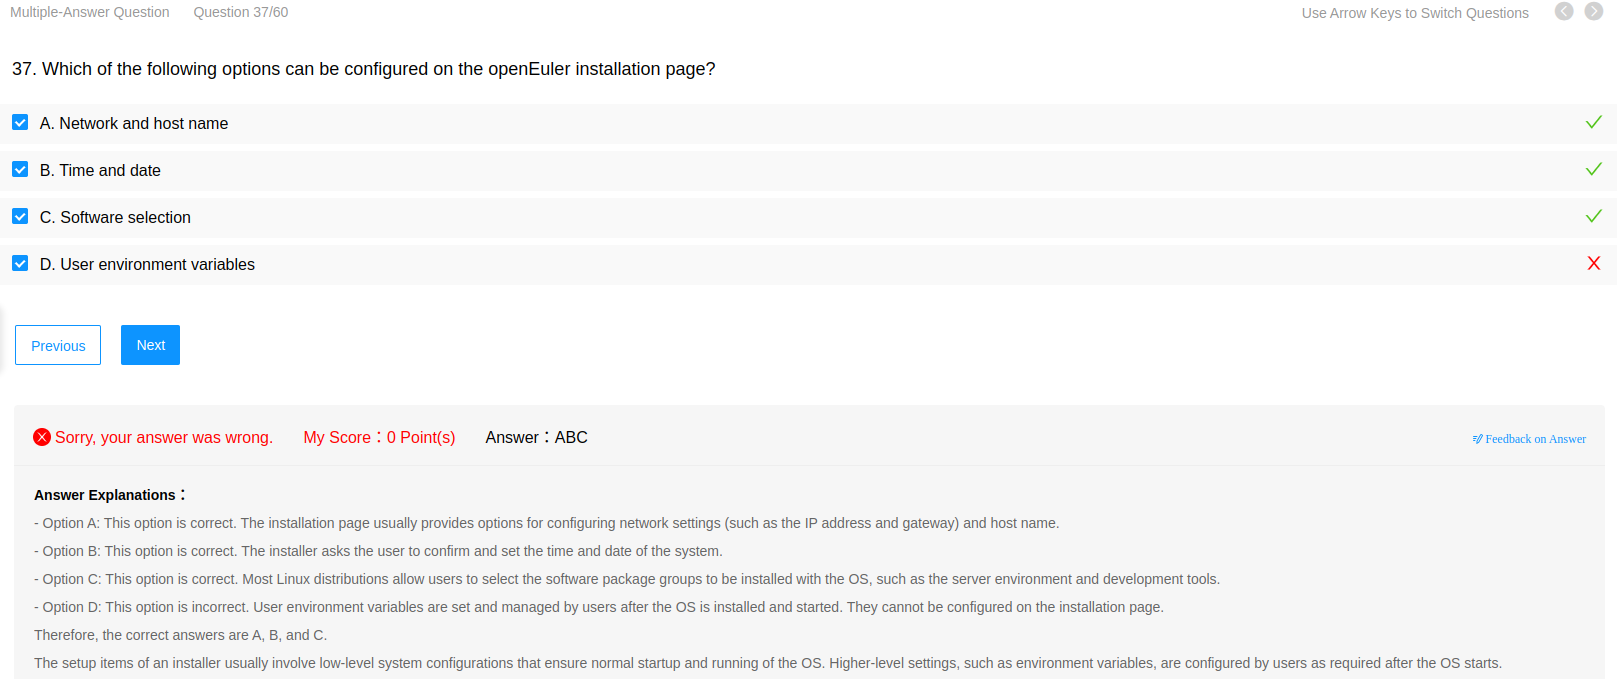 Multiple-Answer Question Question 37/60 Use Arrow Keys to Switch Questions
37. Which of the following options can be configured on the openEuler installation page?
A. Network and host name
B. Time and date
C. Software selection
D. User environment variables
Previous Next
Sorry, your answer was wrong. My Score：0 Point(s) Answer：ABC Feedback on Answer
Answer Explanations：
- Option A: This option is correct. The installation page usually provides options for configuring network settings (such as the IP address and gateway) and host name.
- Option B: This option is correct. The installer asks the user to confirm and set the time and date of the system.
- Option C: This option is correct. Most Linux distributions allow users to select the software package groups to be installed with the OS, such as the server environment and development tools.
- Option D: This option is incorrect. User environment variables are set and managed by users after the OS is installed and started. They cannot be configured on the installation page.
Therefore, the correct answers are A, B, and C.
The setup items of an installer usually involve low-level system configurations that ensure normal startup and running of the OS. Higher-level settings, such as environment variables, are configured by users as required after the OS starts.